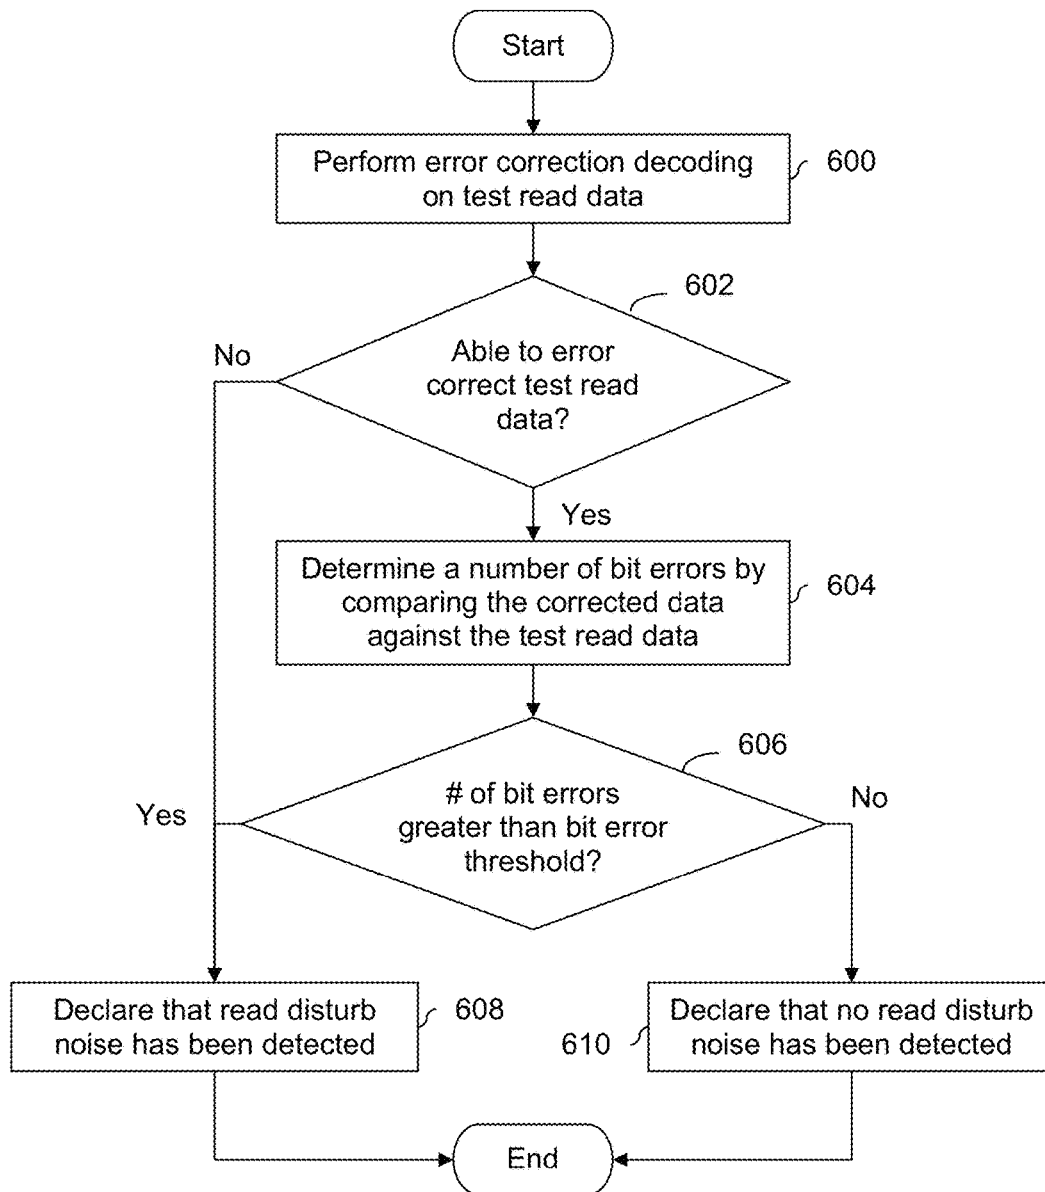 Start
Perform error correction decoding
on test read data
600
602
No
Able to error
correct test read
data?
Yes
Determine a number of bit errors by
comparing the corrected data
against the test read data
604
606
Yes
# of bit errors
greater than bit error
threshold?
No
Declare that read disturb
noise has been detected
608
610
Declare that no read disturb
noise has been detected
End